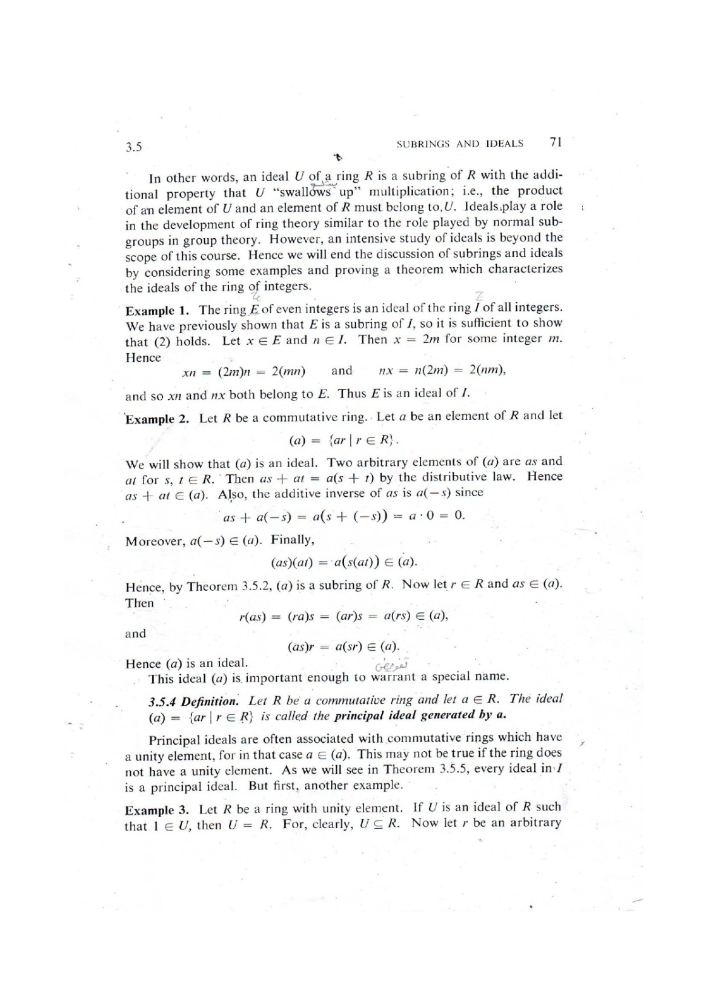 3.5 SUBRINGS AND IDEALS 71
In other words, an ideal U of a ring R is a subring of R with the addi-
tional property that U “swallows up” multiplication; i.e., the product
of an element of U and an element of R must belong to U. Ideals play a role
in the development of ring theory similar to the role played by normal sub-
groups in group theory. However, an intensive study of ideals is beyond the
scope of this course. Hence we will end the discussion of subrings and ideals
by considering some examples and proving a theorem which characterizes
the ideals of the ring of integers.
Z
Example 1. The ring E of even integers is an ideal of the ring I of all integers.
We have previously shown that E is a subring of I, so it is sufficient to show
that (2) holds. Let x ∈ E and n ∈ I. Then x = 2m for some integer m.
Hence
xn = (2m)n = 2(mn) and nx = n(2m) = 2(nm),
and so xn and nx both belong to E. Thus E is an ideal of I.
Example 2. Let R be a commutative ring. Let a be an element of R and let
(a) = {ar | r ∈ R}.
We will show that (a) is an ideal. Two arbitrary elements of (a) are as and
at for s, t ∈ R. Then as + at = a(s + t) by the distributive law. Hence
as + at ∈ (a). Also, the additive inverse of as is a(−s) since
as + a(−s) = a(s + (−s)) = a · 0 = 0.
Moreover, a(−s) ∈ (a). Finally,
(as)(at) = a(s(at)) ∈ (a).
Hence, by Theorem 3.5.2, (a) is a subring of R. Now let r ∈ R and as ∈ (a).
Then
r(as) = (ra)s = (ar)s = a(rs) ∈ (a),
and
(as)r = a(sr) ∈ (a).
Hence (a) is an ideal.
This ideal (a) is important enough to warrant a special name.
3.5.4 Definition. Let R be a commutative ring and let a ∈ R. The ideal
(a) = {ar | r ∈ R} is called the principal ideal generated by a.
Principal ideals are often associated with commutative rings which have
a unity element, for in that case a ∈ (a). This may not be true if the ring does
not have a unity element. As we will see in Theorem 3.5.5, every ideal in I
is a principal ideal. But first, another example.
Example 3. Let R be a ring with unity element. If U is an ideal of R such
that 1 ∈ U, then U = R. For, clearly, U ⊆ R. Now let r be an arbitrary